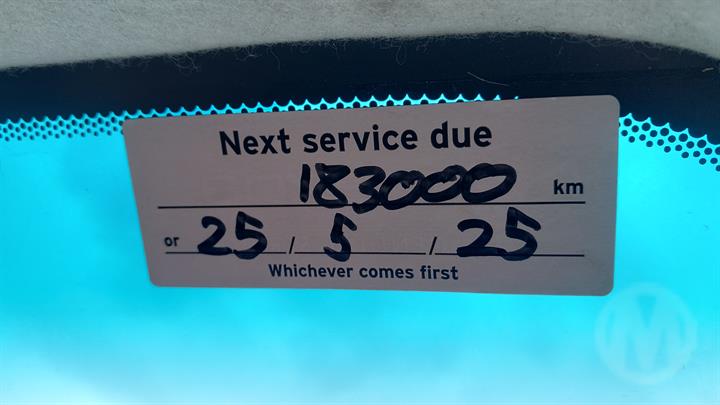 Next service due
183000 km
or 25 / 5 / 25
Whichever comes first
M